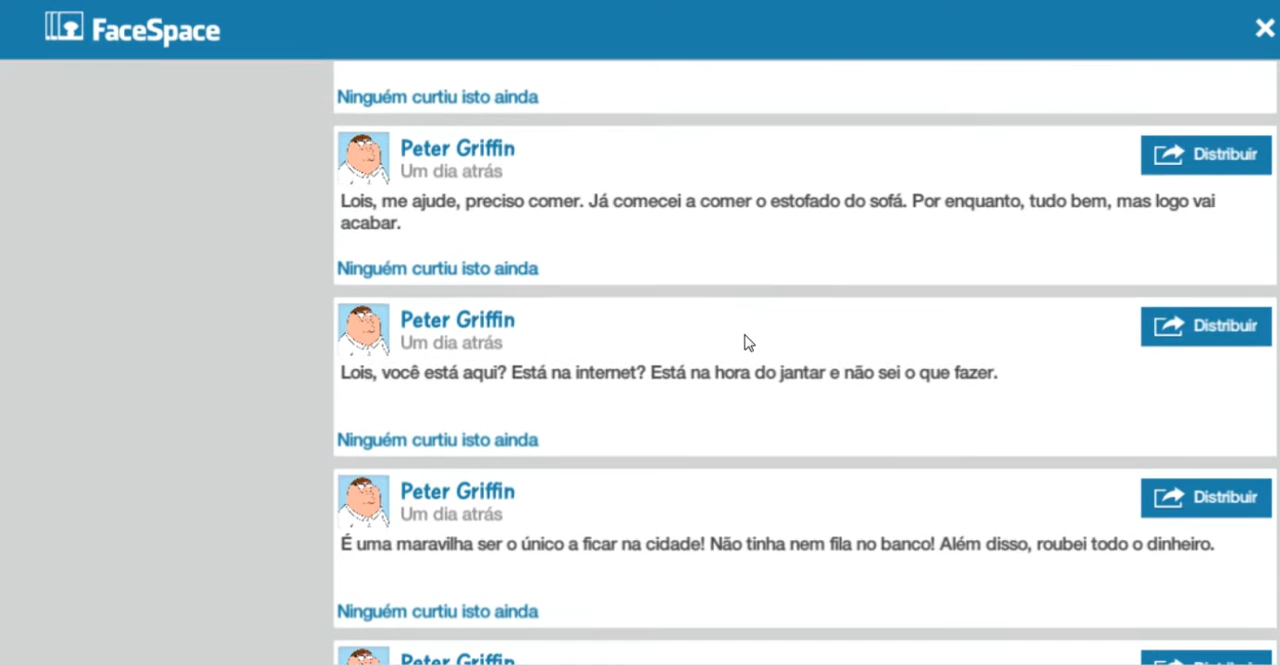 FaceSpace
Ninguém curtiu isto ainda
Peter Griffin
Um dia atrás
Distribuir
Lois, me ajude, preciso comer. Já comecei a comer o estofado do sofá. Por enquanto, tudo bem, mas logo vai
acabar.
Ninguém curtiu isto ainda
Peter Griffin
Um dia atrás
Distribuir
Lois, você está aqui? Está na internet? Está na hora do jantar e não sei o que fazer.
Ninguém curtiu isto ainda
Peter Griffin
Um dia atrás
Distribuir
É uma maravilha ser o único a ficar na cidade! Não tinha nem fila no banco! Além disso, roubei todo o dinheiro.
Ninguém curtiu isto ainda
Peter Griffin
Distribuir